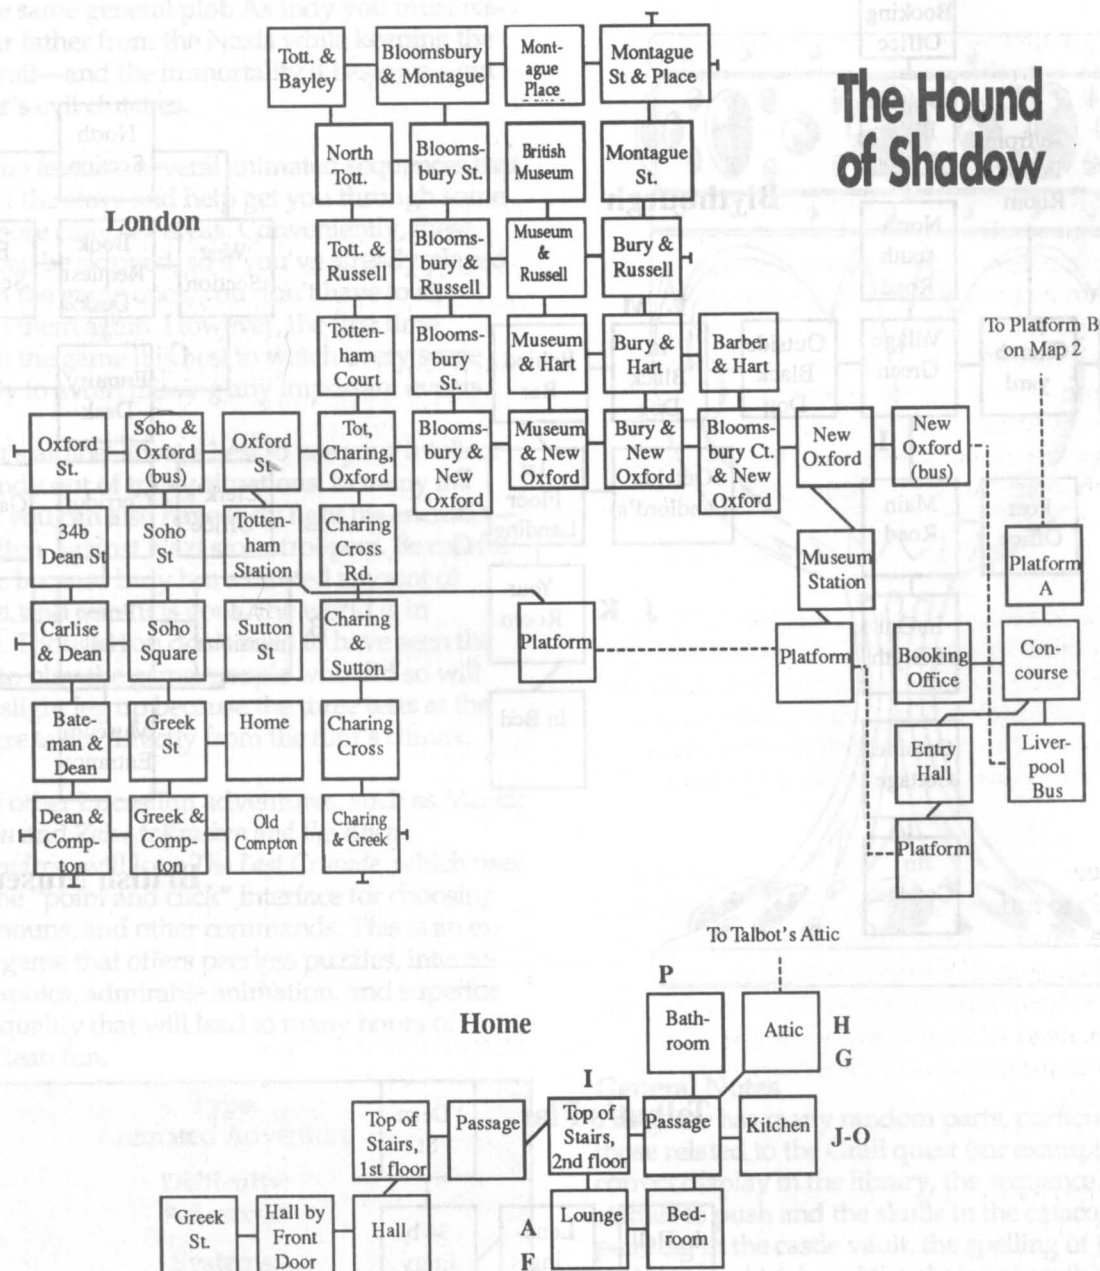 The Hound
of Shadow
London
Tott. &
Bayley
Blomsbury
& Montague
Mont-
ague
Place
Montague
St & Place
North
Tott.
Blooms-
bury St.
British
Museum
Montague
St.
Tott. &
Russell
Blooms-
bury &
Russell
Museum
&
Russell
Bury &
Russell
Totten-
ham
Court
Blooms-
bury
St.
Museum
& Hart
Bury &
Hart
Barber
& Hart
To Platform B
on Map 2
Oxford
St.
Soho &
Oxford
(bus)
Oxford
St
Tot,
Charing,
Oxford
Blooms-
bury &
New
Oxford
Museum
& New
Oxford
Bury &
New
Oxford
Blooms-
bury Ct.
& New
Oxford
New
Oxford
New
Oxford
(bus)
34b
Dean St
Soho
St
Totten-
ham
Station
Charing
Cross
Rd.
Museum
Station
Platform
A
Carlise
& Dean
Soho
Square
Sutton
St
Charing
&
Sutton
Platform
Platform
Booking
Office
Con-
course
Bate-
man &
Dean
Greek
St
Home
Charing
Cross
Entry
Hall
Liver-
pool
Bus
Dean &
Comp-
ton
Greek &
Comp-
ton
Old
Compton
Charing
& Greek
Platform
To Talbot's Attic
Home
P
Bath-
room
Attic
H
G
I
Top of
Stairs,
1st floor
Passage
Top of
Stairs,
2nd floor
Passage
Kitchen
J-O
Greek
St.
Hall by
Front
Door
Hall
A
F
Lounge
Bed-
room